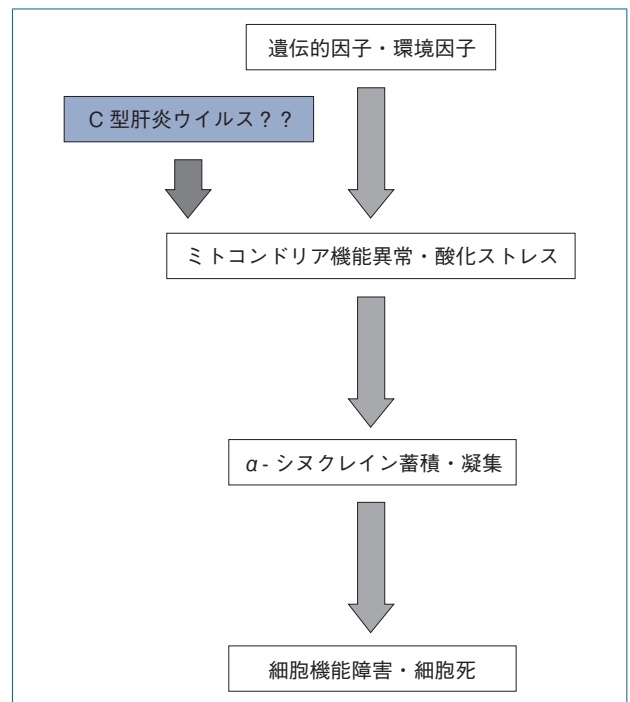 遺伝的因子・環境因子
C 型肝炎ウイルス??
ミトコンドリア機能異常・酸化ストレス
α- シヌクレイン蓄積・凝集
細胞機能障害・細胞死